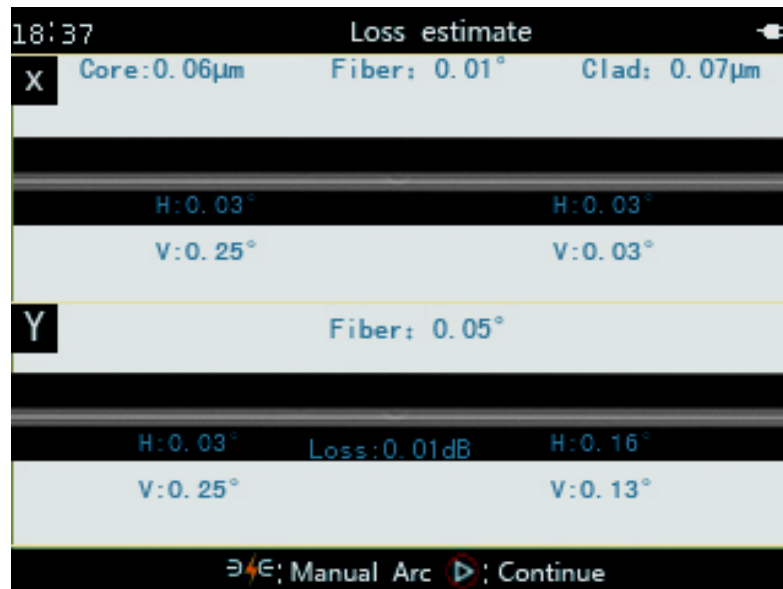 18:37 Loss estimate
X Core:0.06μm Fiber: 0.01° Clad: 0.07μm
H:0.03° H:0.03°
V:0.25° V:0.03°
Y Fiber: 0.05°
H:0.03° Loss:0.01dB H:0.16°
V:0.25° V:0.13°
: Manual Arc : Continue